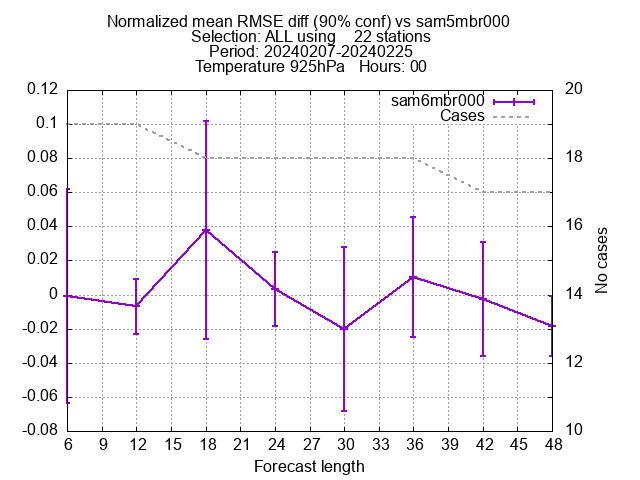 Normalized mean RMSE diff (90% conf) vs sam5mbr000
Selection: ALL using    22 stations
Period: 20240207-20240225
Temperature 925hPa   Hours: 00
sam6mbr000
Cases
0.12
0.1
0.08
0.06
0.04
0.02
0
-0.02
-0.04
-0.06
-0.08
20
18
16
14
12
10
No cases
6 12 15 18 21 24 27 30 33 36 39 42 45 48
Forecast length